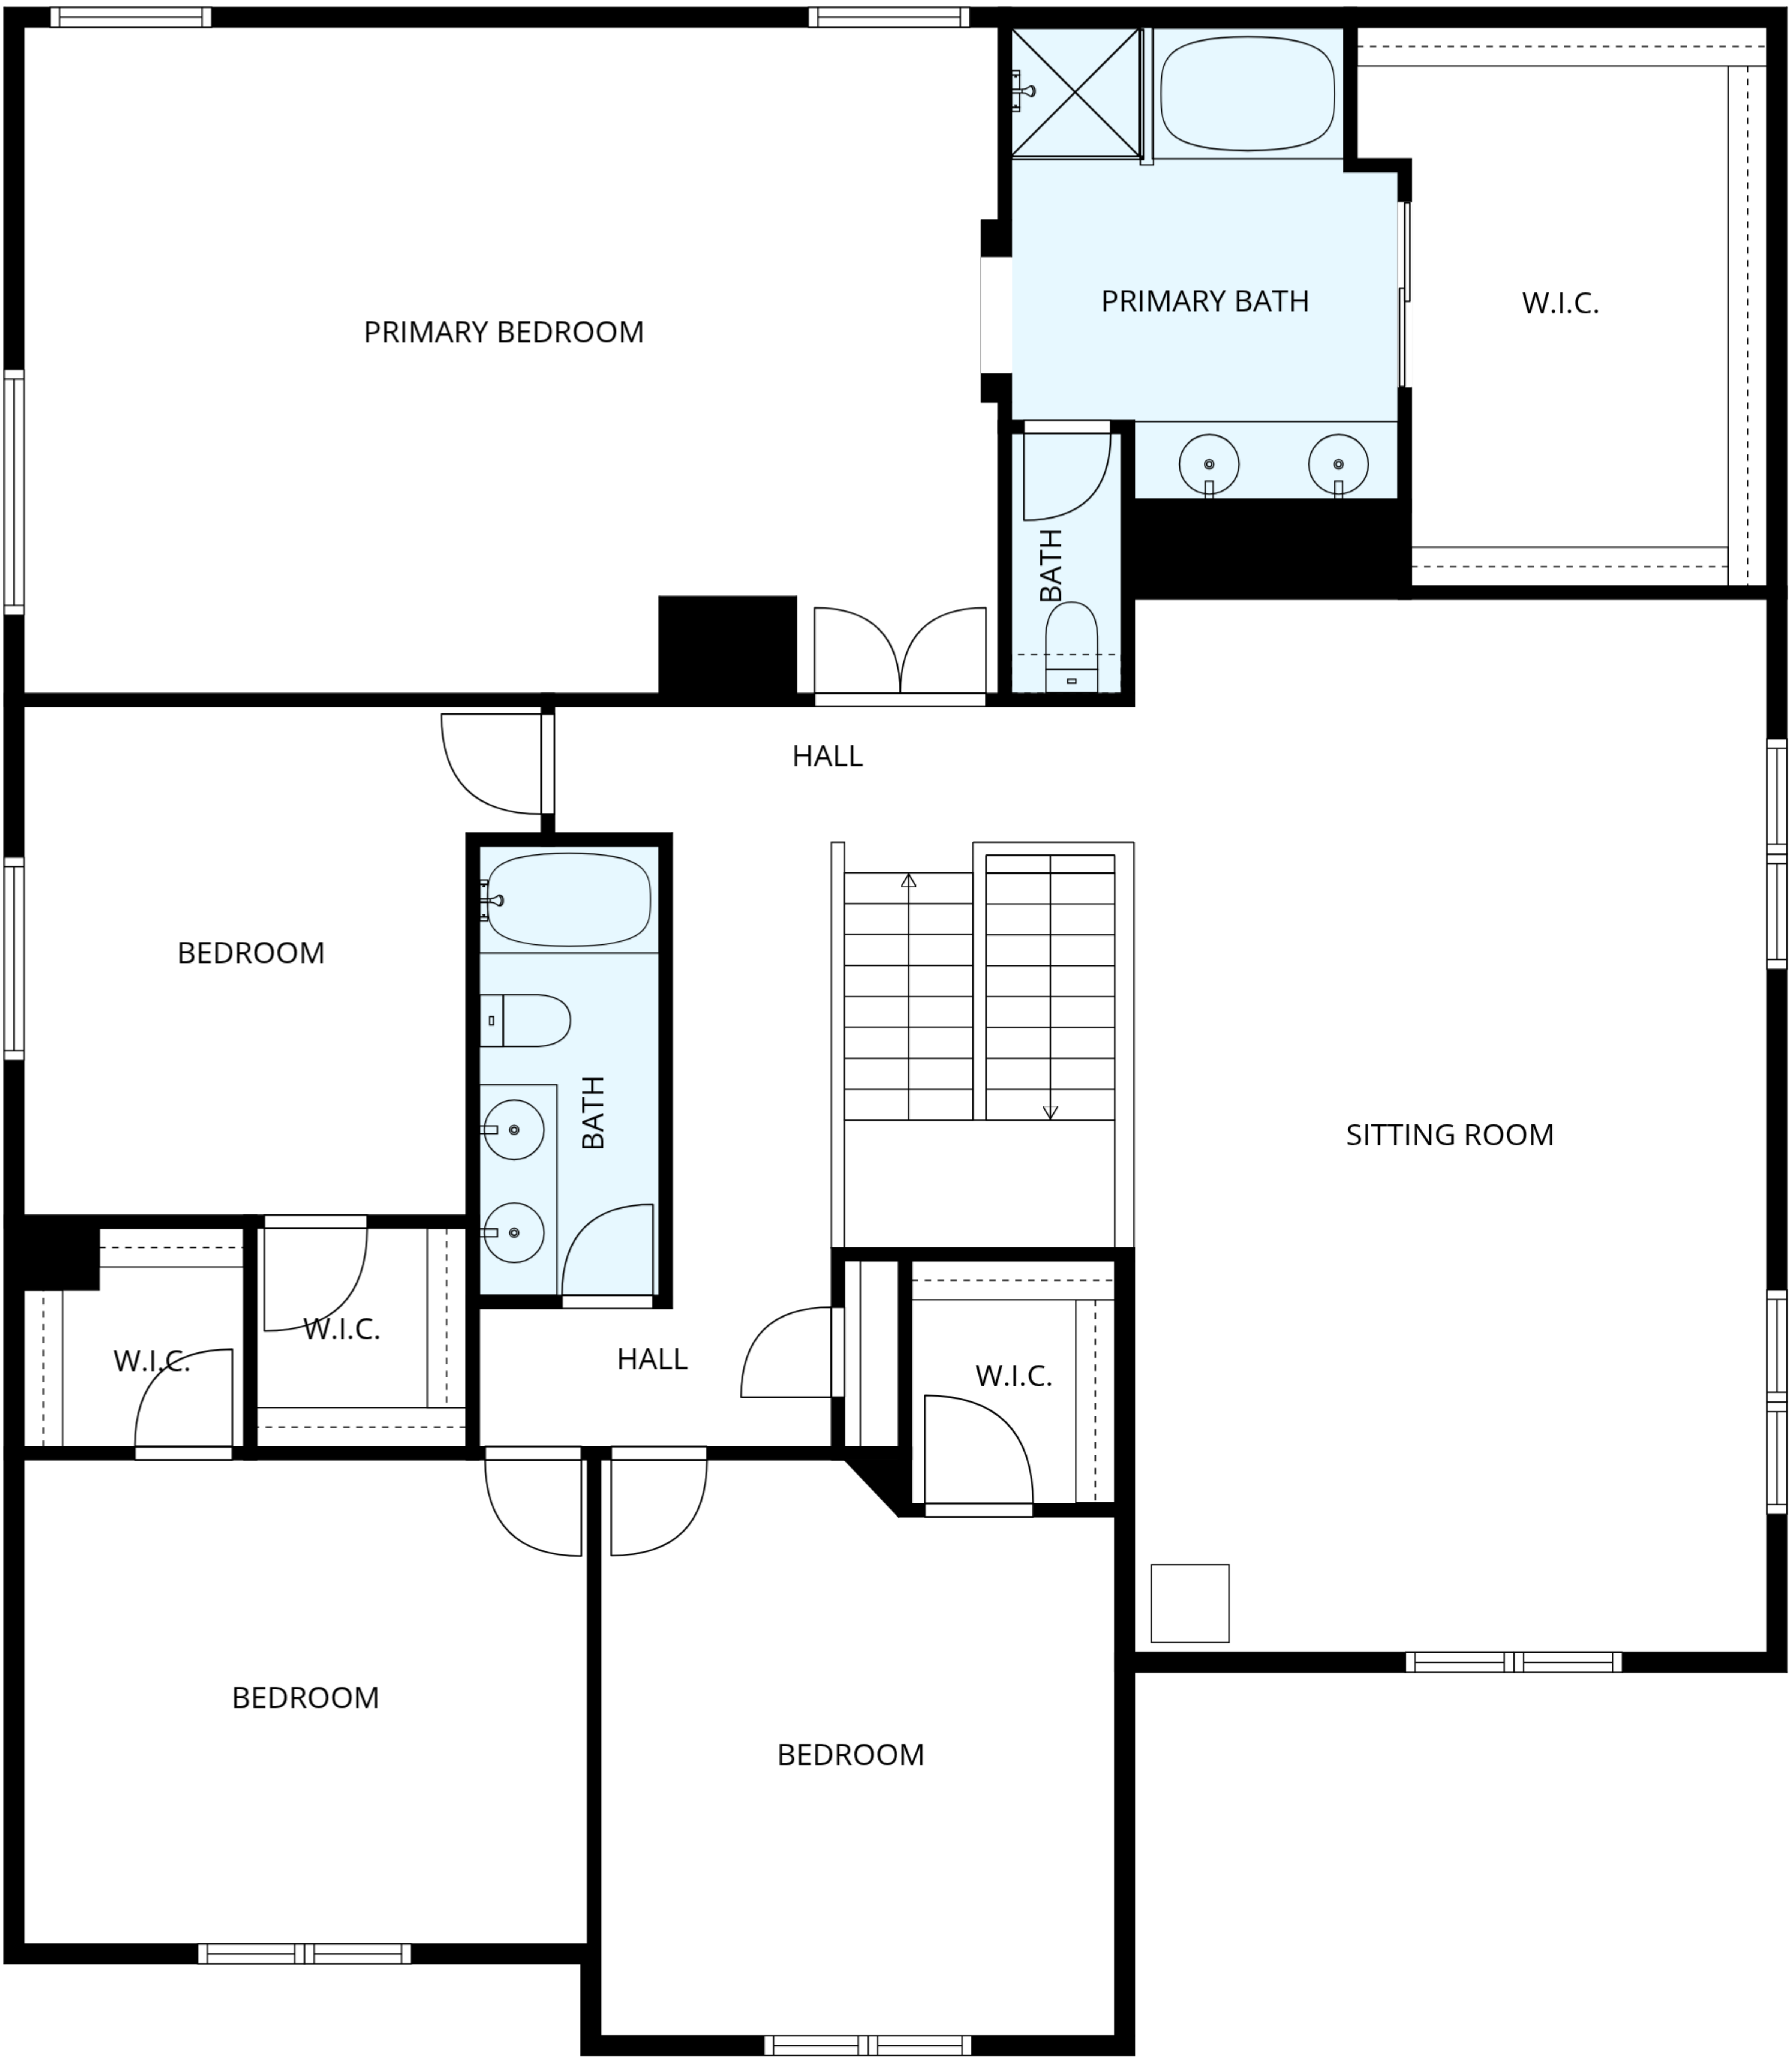 PRIMARY BATH
W.I.C.
PRIMARY BEDROOM
BATH
HALL
BEDROOM
BATH
SITTING ROOM
W.I.C.
W.I.C.
HALL
W.I.C.
BEDROOM
BEDROOM